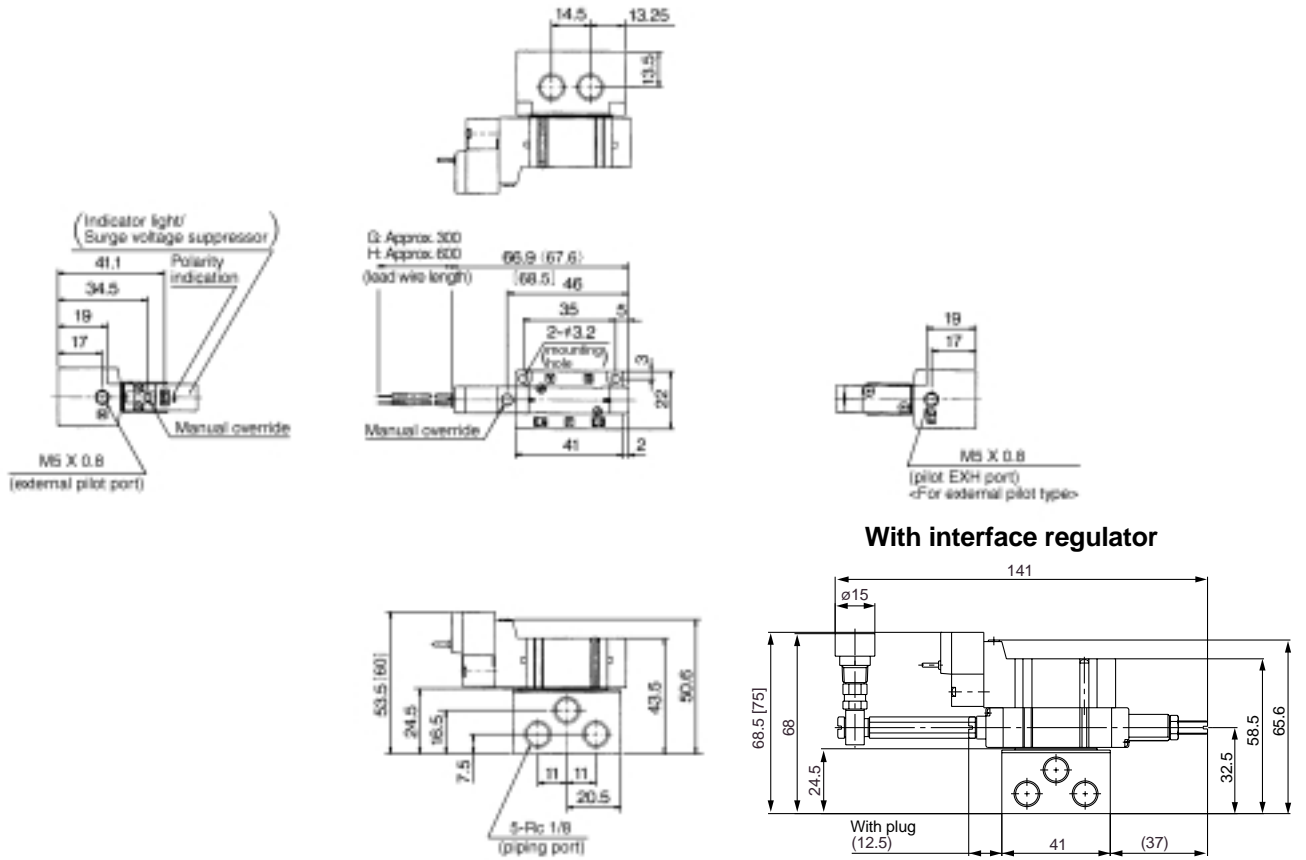 14.5
13.25
13.5
(Indicator light/
Surge voltage suppressor)
41.1
Polarity
indication
34.5
19
17
Manual override
M5 X 0.8
(external pilot port)
G: Approx. 300
H: Approx. 600
(lead wire length)
66.9 (67.6)
[68.5]
46
35
5
2-ø3.2
(mounting
hole)
3
22
Manual override
41
2
19
17
M5 X 0.8
(pilot EXH port)
<For external pilot type>
53.5 [60]
24.5
16.5
7.5
11
11
20.5
43.5
50.6
5-Rc 1/8
(piping port)
With interface regulator
141
ø15
68.5 [75]
68
24.5
32.5
58.5
65.6
With plug
(12.5)
41
(37)